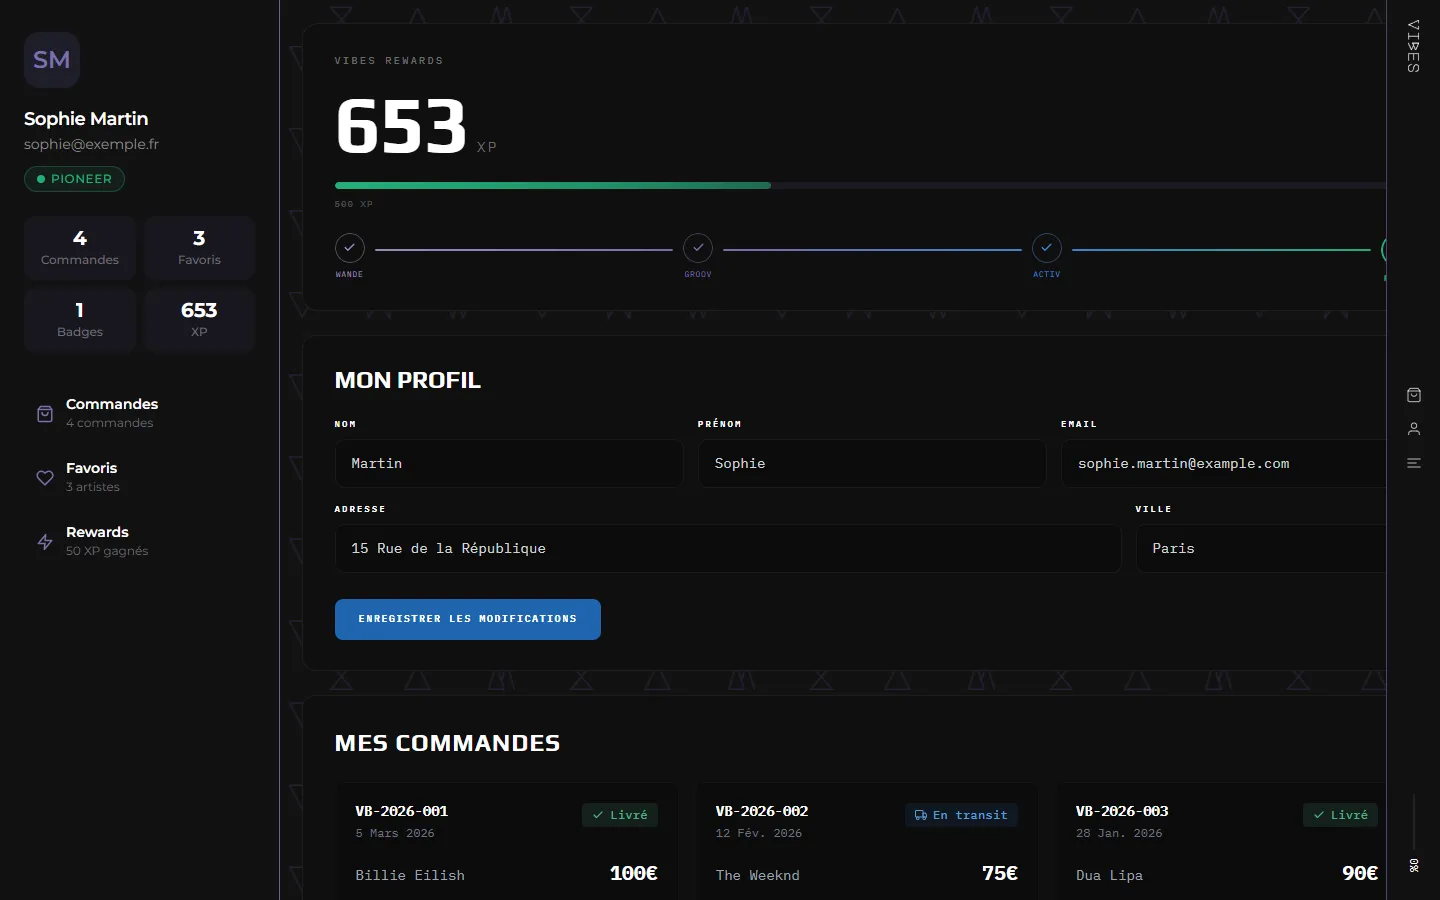 SM
Sophie Martin
sophie@exemple.fr
PIONEER
4
Commandes
3
Favoris
1
Badges
653
XP
Commandes
4 commandes
Favoris
3 artistes
Rewards
50 XP gagnés
VIBES REWARDS
653 XP
500 XP
WANDE
GROOV
ACTIV
MON PROFIL
NOM
PRÉNOM
EMAIL
Martin
Sophie
sophie.martin@example.com
ADRESSE
VILLE
15 Rue de la République
Paris
ENREGISTRER LES MODIFICATIONS
MES COMMANDES
VB-2026-001
Livré
5 Mars 2026
Billie Eilish
100€
VB-2026-002
En transit
12 Fév. 2026
The Weeknd
75€
VB-2026-003
Livré
28 Jan. 2026
Dua Lipa
90€
VIBES
0%